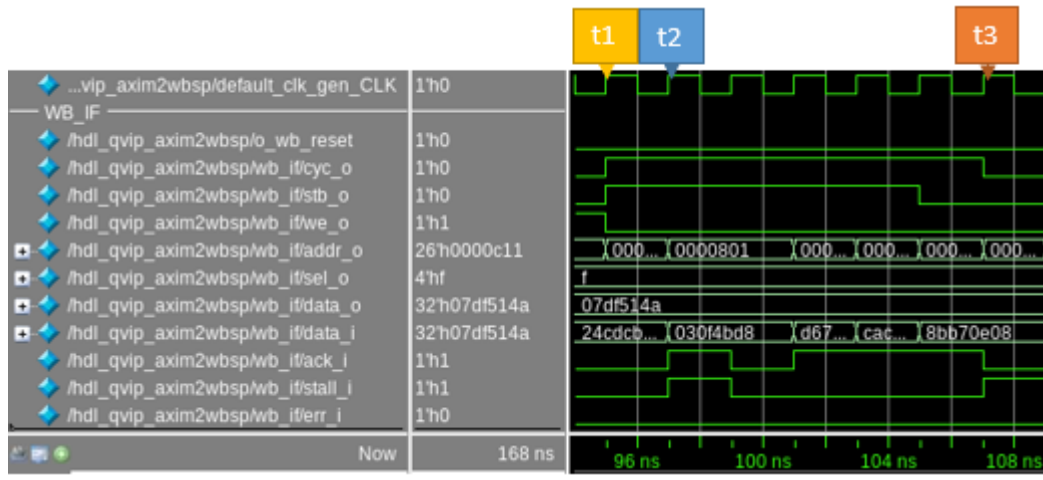 t1 t2 t3
...vip_axim2wbsp/default_clk_gen_CLK 1'h0
WB_IF
/hdl_qvip_axim2wbsp/o_wb_reset 1'h0
/hdl_qvip_axim2wbsp/wb_if/cyc_o 1'h0
/hdl_qvip_axim2wbsp/wb_if/stb_o 1'h0
/hdl_qvip_axim2wbsp/wb_if/we_o 1'h1
/hdl_qvip_axim2wbsp/wb_if/addr_o 26'h0000c11 000... 0000801 000... 000... 000... 000...
/hdl_qvip_axim2wbsp/wb_if/sel_o 4'hf f
/hdl_qvip_axim2wbsp/wb_if/data_o 32'h07df514a 07df514a
/hdl_qvip_axim2wbsp/wb_if/data_i 32'h07df514a 24cdcb... 030f4bd8 d67... cac... 8bb70e08
/hdl_qvip_axim2wbsp/wb_if/ack_i 1'h1
/hdl_qvip_axim2wbsp/wb_if/stall_i 1'h1
/hdl_qvip_axim2wbsp/wb_if/err_i 1'h0
Now 168 ns 96 ns 100 ns 104 ns 108 ns